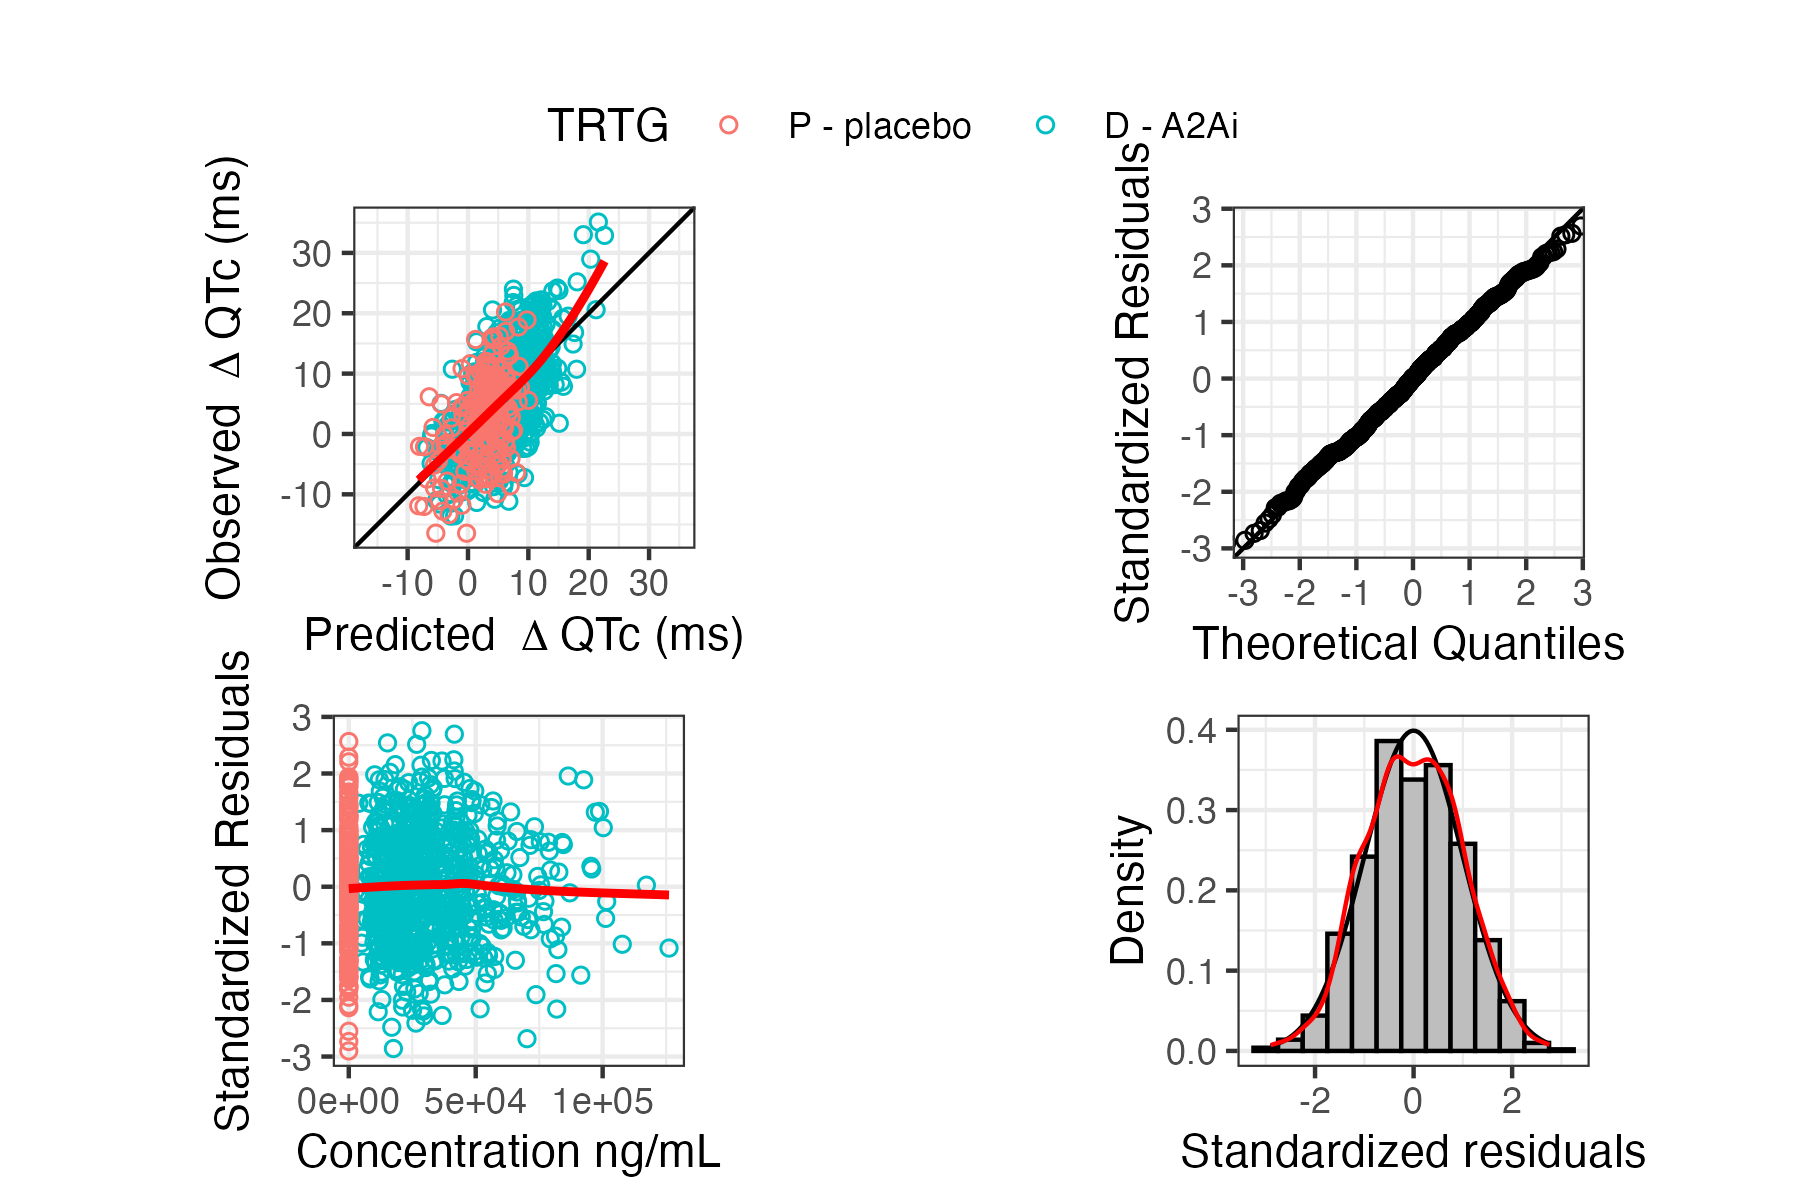 TRTG P - placebo D - A2Ai
Observed Δ QTc (ms)
30
20
10
0
-10
-10 0 10 20 30
Predicted Δ QTc (ms)
Standardized Residuals
3
2
1
0
-1
-2
-3
-3 -2 -1 0 1 2 3
Theoretical Quantiles
Standardized Residuals
3
2
1
0
-1
-2
-3
0e+00 5e+04 1e+05
Concentration ng/mL
Density
0.4
0.3
0.2
0.1
0.0
-2 0 2
Standardized residuals